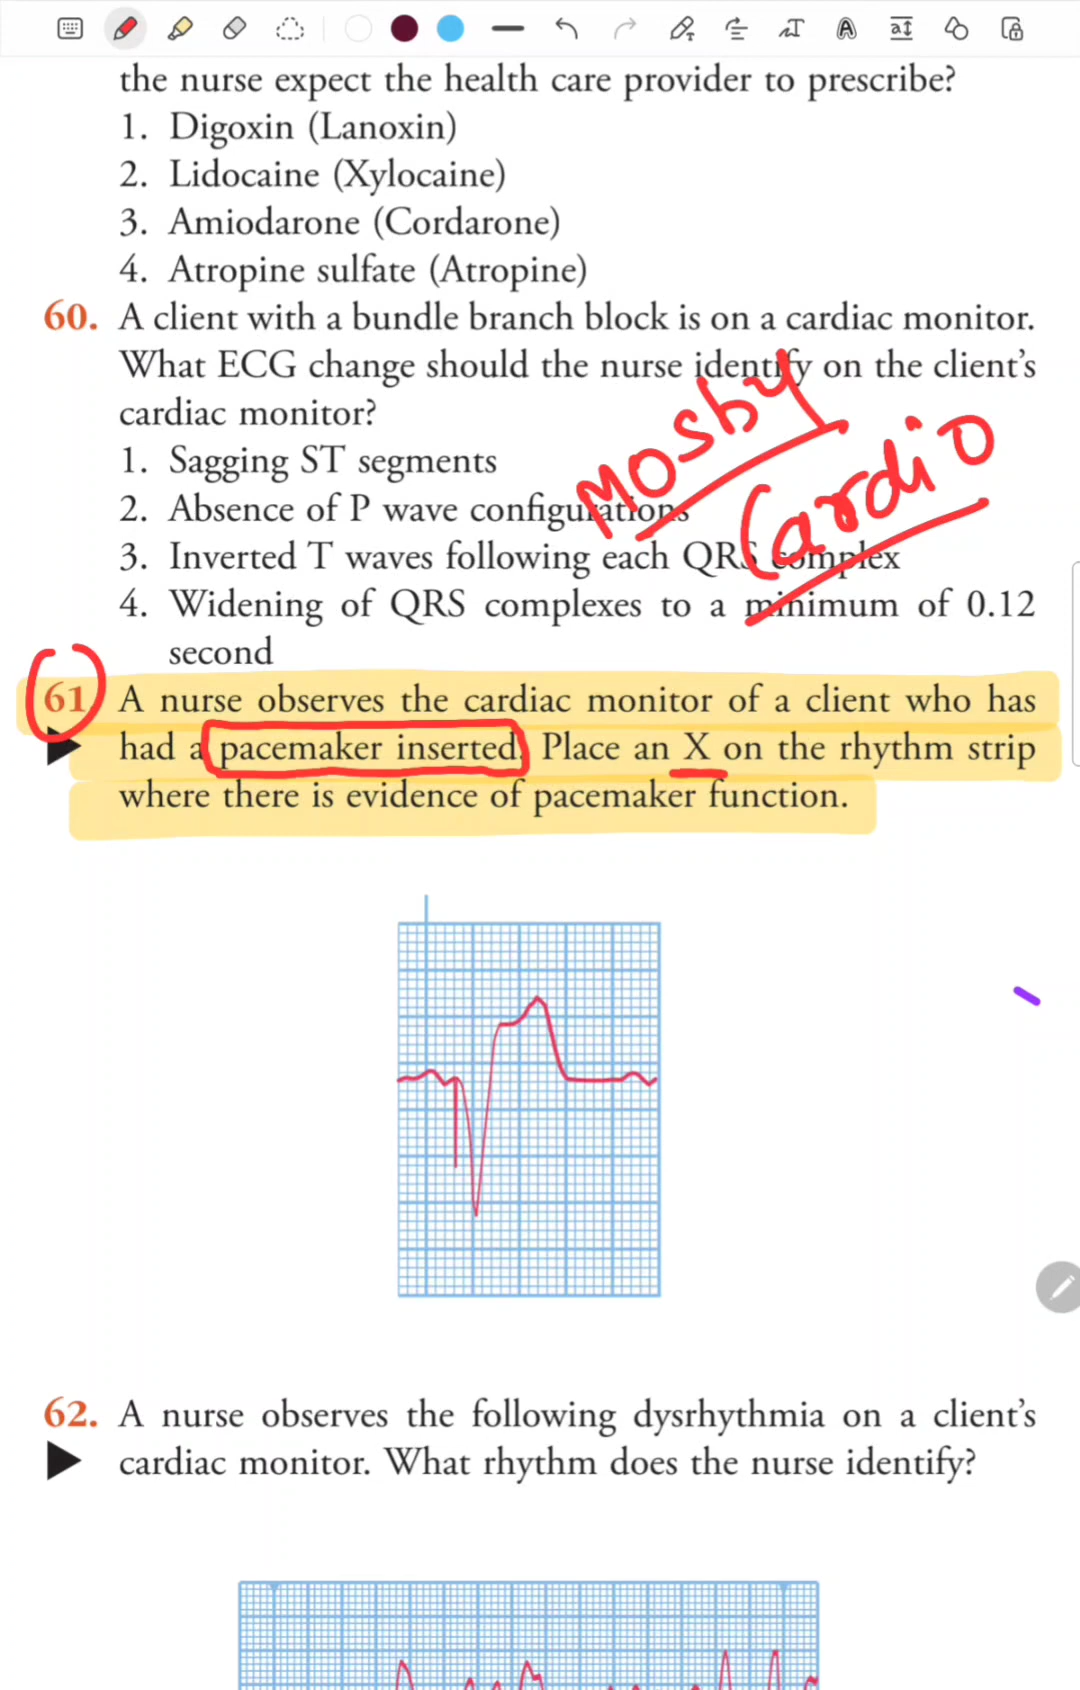 the nurse expect the health care provider to prescribe?
1. Digoxin (Lanoxin)
2. Lidocaine (Xylocaine)
3. Amiodarone (Cordarone)
4. Atropine sulfate (Atropine)
60. A client with a bundle branch block is on a cardiac monitor.
What ECG change should the nurse identify on the client's
cardiac monitor?
1. Sagging ST segments
2. Absence of P wave configurations
3. Inverted T waves following each QRS complex
4. Widening of QRS complexes to a minimum of 0.12
second
Mosby
Cardio
61. A nurse observes the cardiac monitor of a client who has
had a pacemaker inserted. Place an X on the rhythm strip
where there is evidence of pacemaker function.
62. A nurse observes the following dysrhythmia on a client's
cardiac monitor. What rhythm does the nurse identify?